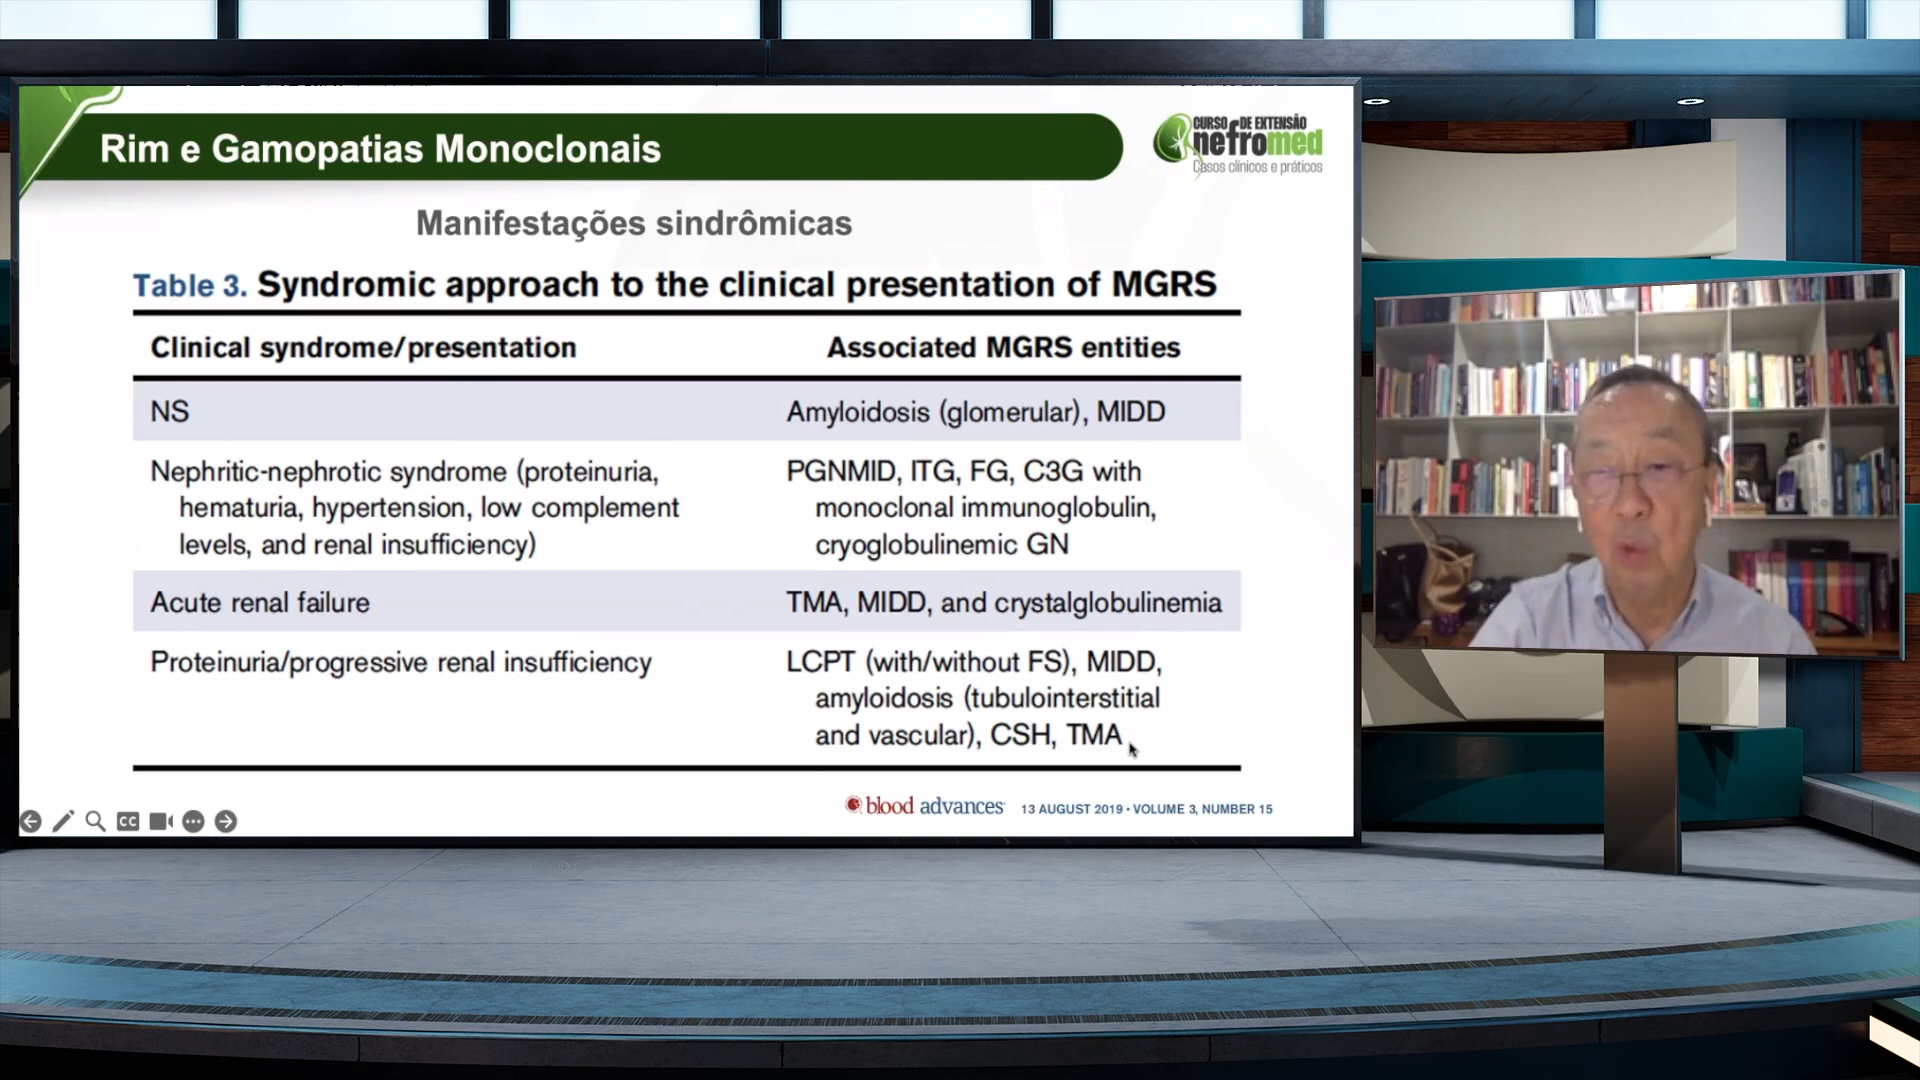 Rim e Gamopatias Monoclonais
CURSO DE EXTENSÃO
nefromed
Casos clínicos e práticos
Manifestações sindrômicas
Table 3. Syndromic approach to the clinical presentation of MGRS
Clinical syndrome/presentation Associated MGRS entities
NS Amyloidosis (glomerular), MIDD
Nephritic-nephrotic syndrome (proteinuria,
hematuria, hypertension, low complement
levels, and renal insufficiency)
PGNMID, ITG, FG, C3G with
monoclonal immunoglobulin,
cryoglobulinemic GN
Acute renal failure TMA, MIDD, and crystalglobulinemia
Proteinuria/progressive renal insufficiency
LCPT (with/without FS), MIDD,
amyloidosis (tubulointerstitial
and vascular), CSH, TMA
blood advances 13 AUGUST 2019 • VOLUME 3, NUMBER 15
CC